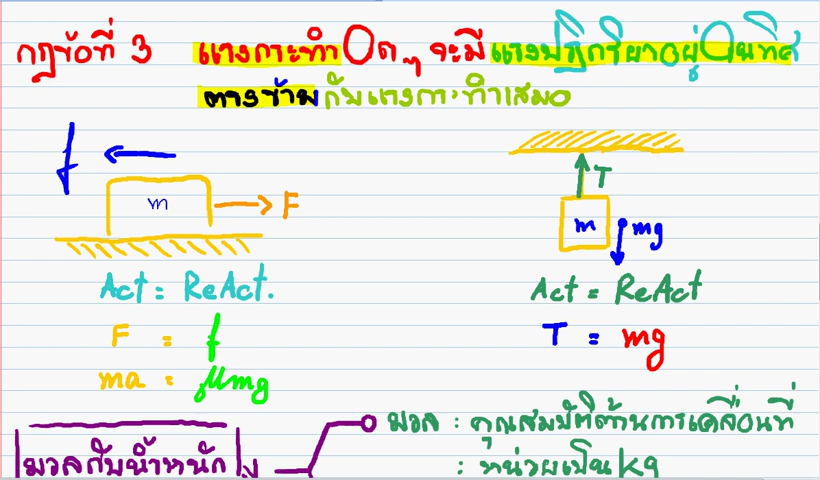 กฎข้อที่ 3 แรงกระทำใด ๆ จะมีแรงปฏิกิริยาอยู่ในทิศ
ตรงข้ามกับแรงกระทำเสมอ
f
m
F
T
m
mg
Act = ReAct.
F = f
ma = μmg
Act = ReAct
T = mg
มวลกับน้ำหนัก
มวล : คุณสมบัติต้านการเคลื่อนที่
: หน่วยเป็น kg